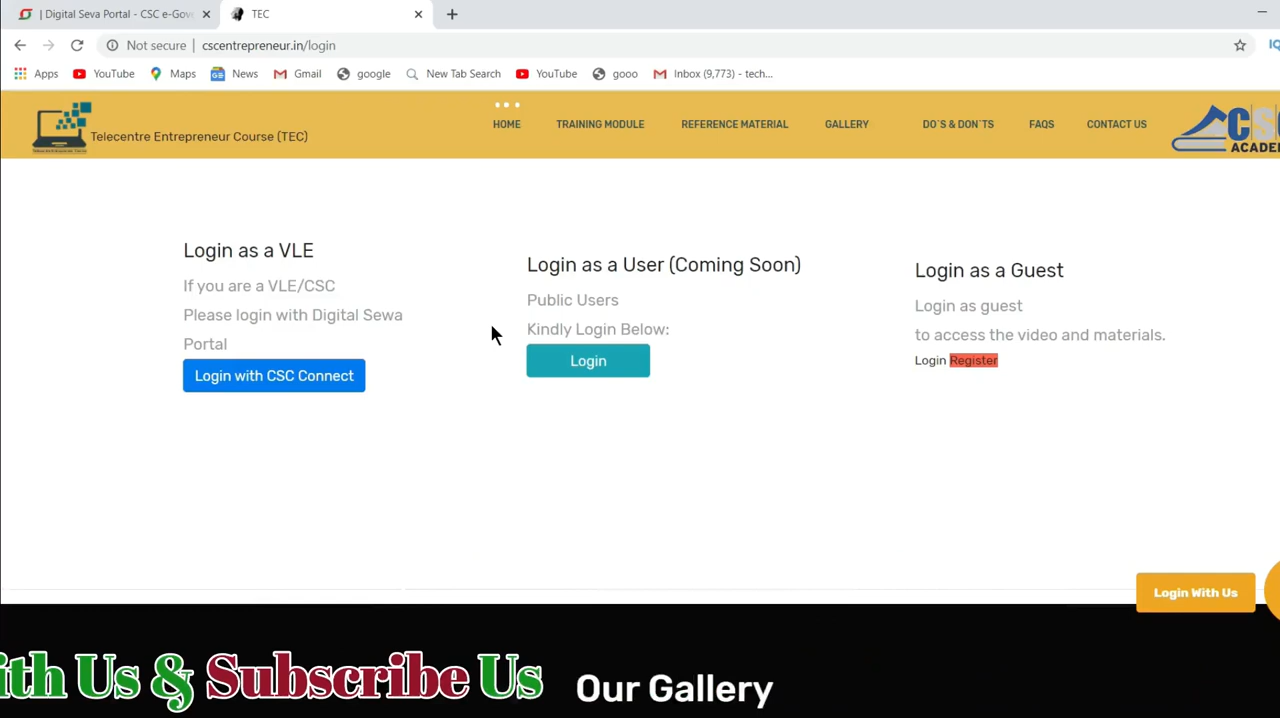 | Digital Seva Portal - CSC e-Gov
TEC
Not secure | cscentrepreneur.in/login
Apps
YouTube
Maps
News
Gmail
google
New Tab Search
YouTube
gooo
Inbox (9,773) - tech...
Telecentre Entrepreneur Course (TEC)
HOME
TRAINING MODULE
REFERENCE MATERIAL
GALLERY
DO`S & DON`TS
FAQS
CONTACT US
CSC
ACADE
Login as a VLE
If you are a VLE/CSC
Please login with Digital Sewa
Portal
Login with CSC Connect
Login as a User (Coming Soon)
Public Users
Kindly Login Below:
Login
Login as a Guest
Login as guest
to access the video and materials.
Login Register
Login With Us
ith Us & Subscribe Us
Our Gallery